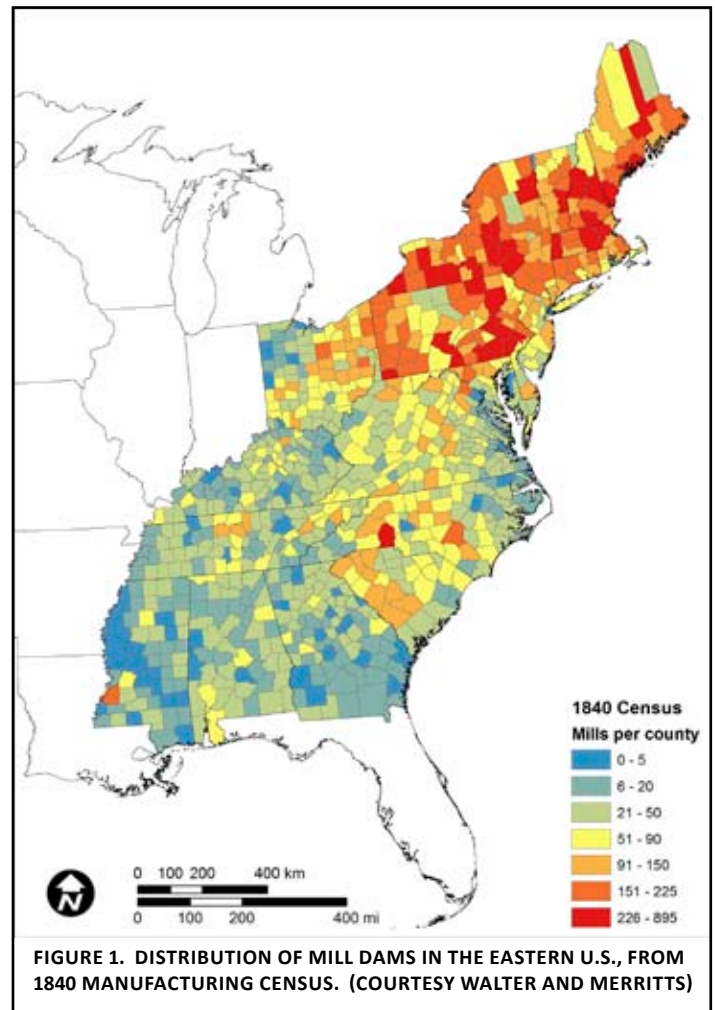 1840 Census
Mills per county
0 - 5
6 - 20
21 - 50
51 - 90
91 - 150
151 - 225
226 - 895
N
0 100 200 400 km
0 100 200 400 mi
FIGURE 1. DISTRIBUTION OF MILL DAMS IN THE EASTERN U.S., FROM
1840 MANUFACTURING CENSUS. (COURTESY WALTER AND MERRITTS)